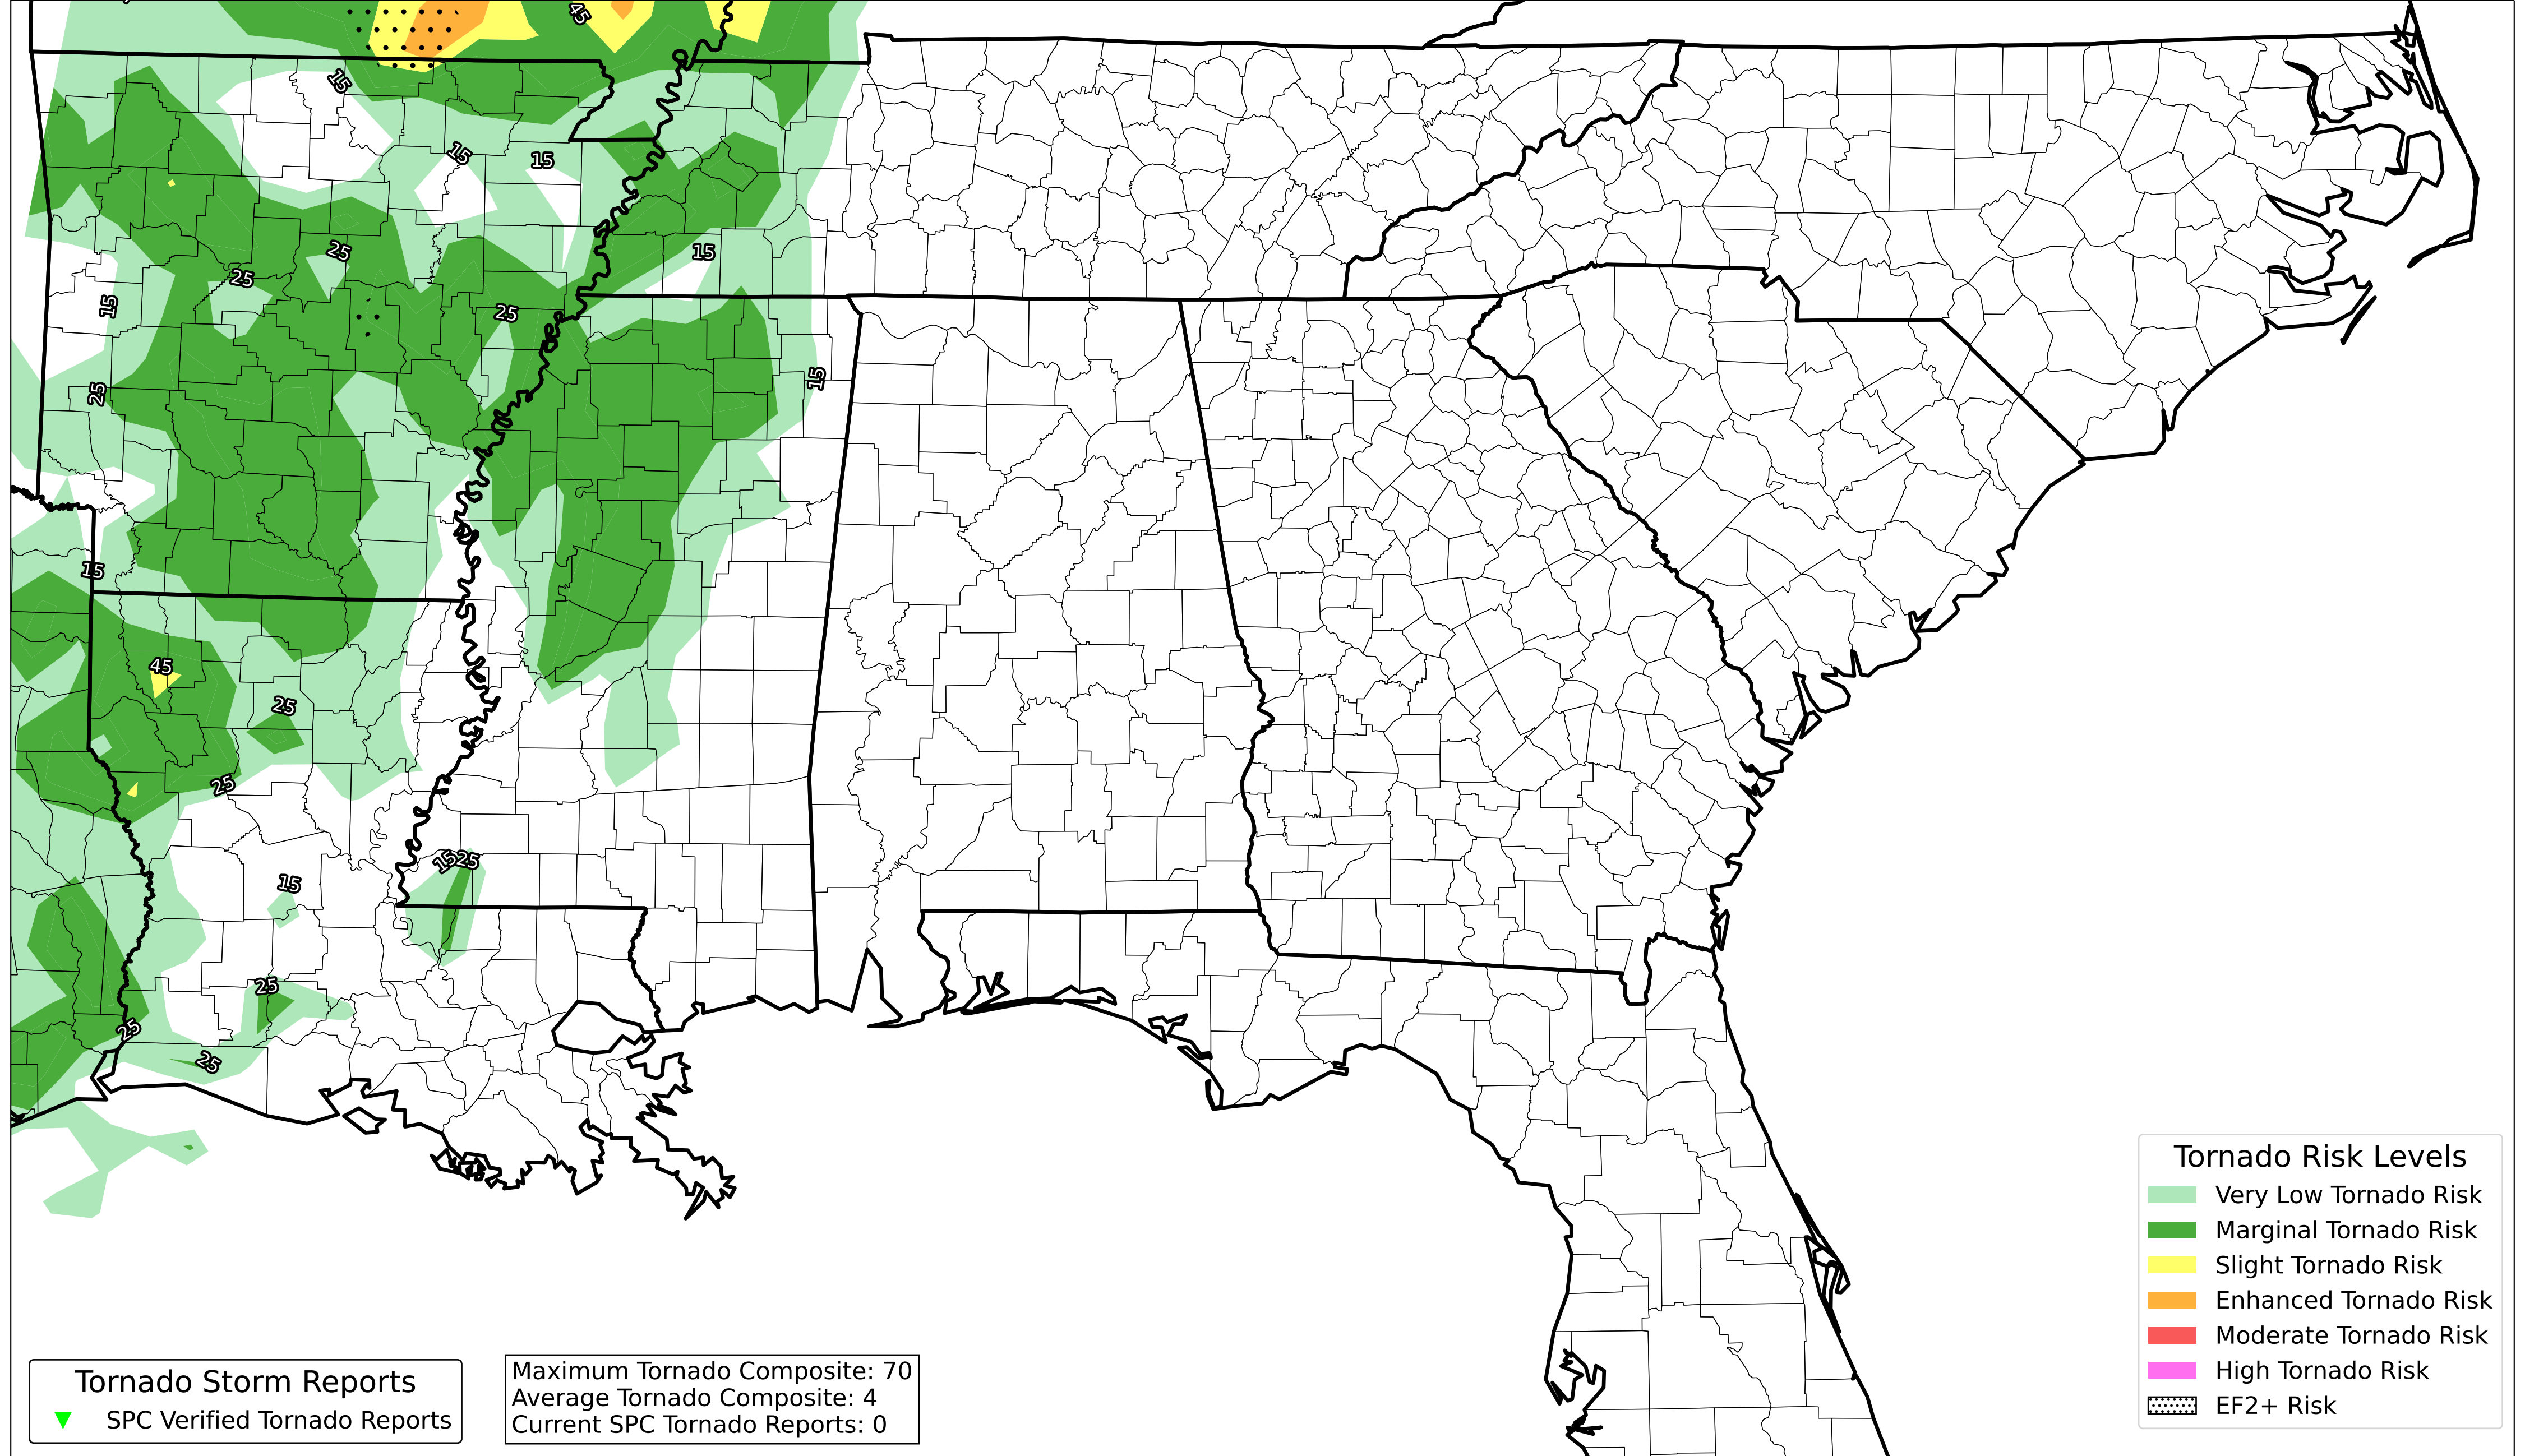 45
15
15
15
25
15
25
15
25
15
25
15
45
25
25
15
25
15
25
25
25
Tornado Risk Levels
Very Low Tornado Risk
Marginal Tornado Risk
Slight Tornado Risk
Enhanced Tornado Risk
Moderate Tornado Risk
High Tornado Risk
EF2+ Risk
Tornado Storm Reports
SPC Verified Tornado Reports
Maximum Tornado Composite: 70
Average Tornado Composite: 4
Current SPC Tornado Reports: 0